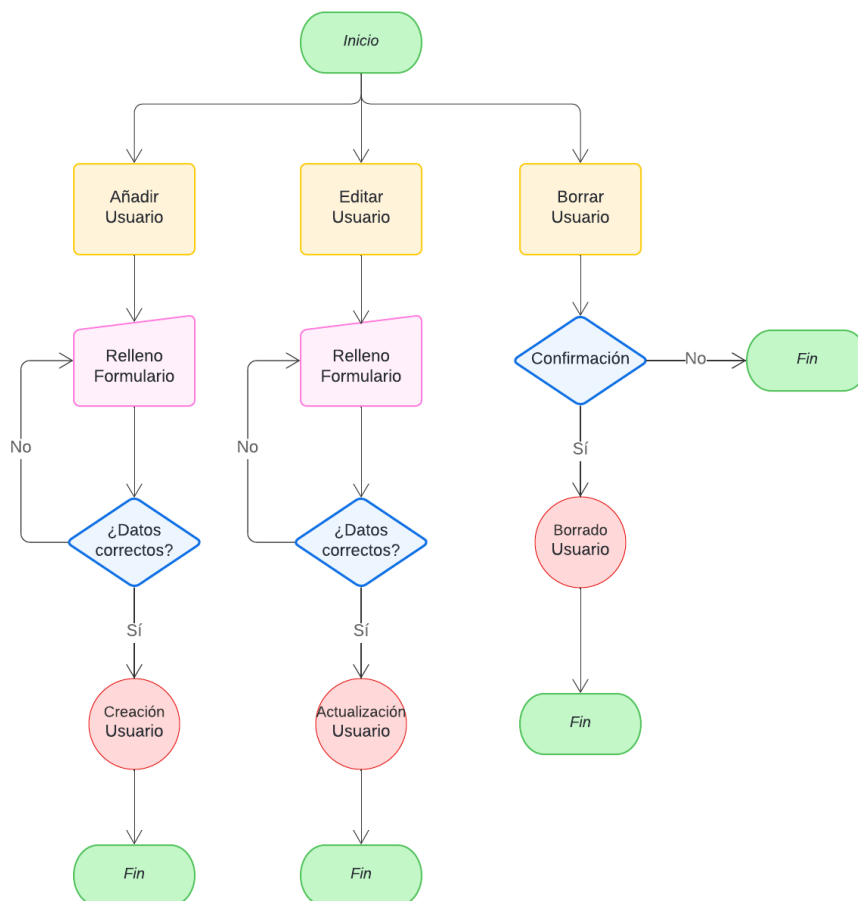 Inicio
Añadir
Usuario
Editar
Usuario
Borrar
Usuario
Relleno
Formulario
Relleno
Formulario
Confirmación
No
Fin
No
No
Sí
¿Datos
correctos?
¿Datos
correctos?
Borrado
Usuario
Sí
Sí
Creación
Usuario
Actualización
Usuario
Fin
Fin
Fin